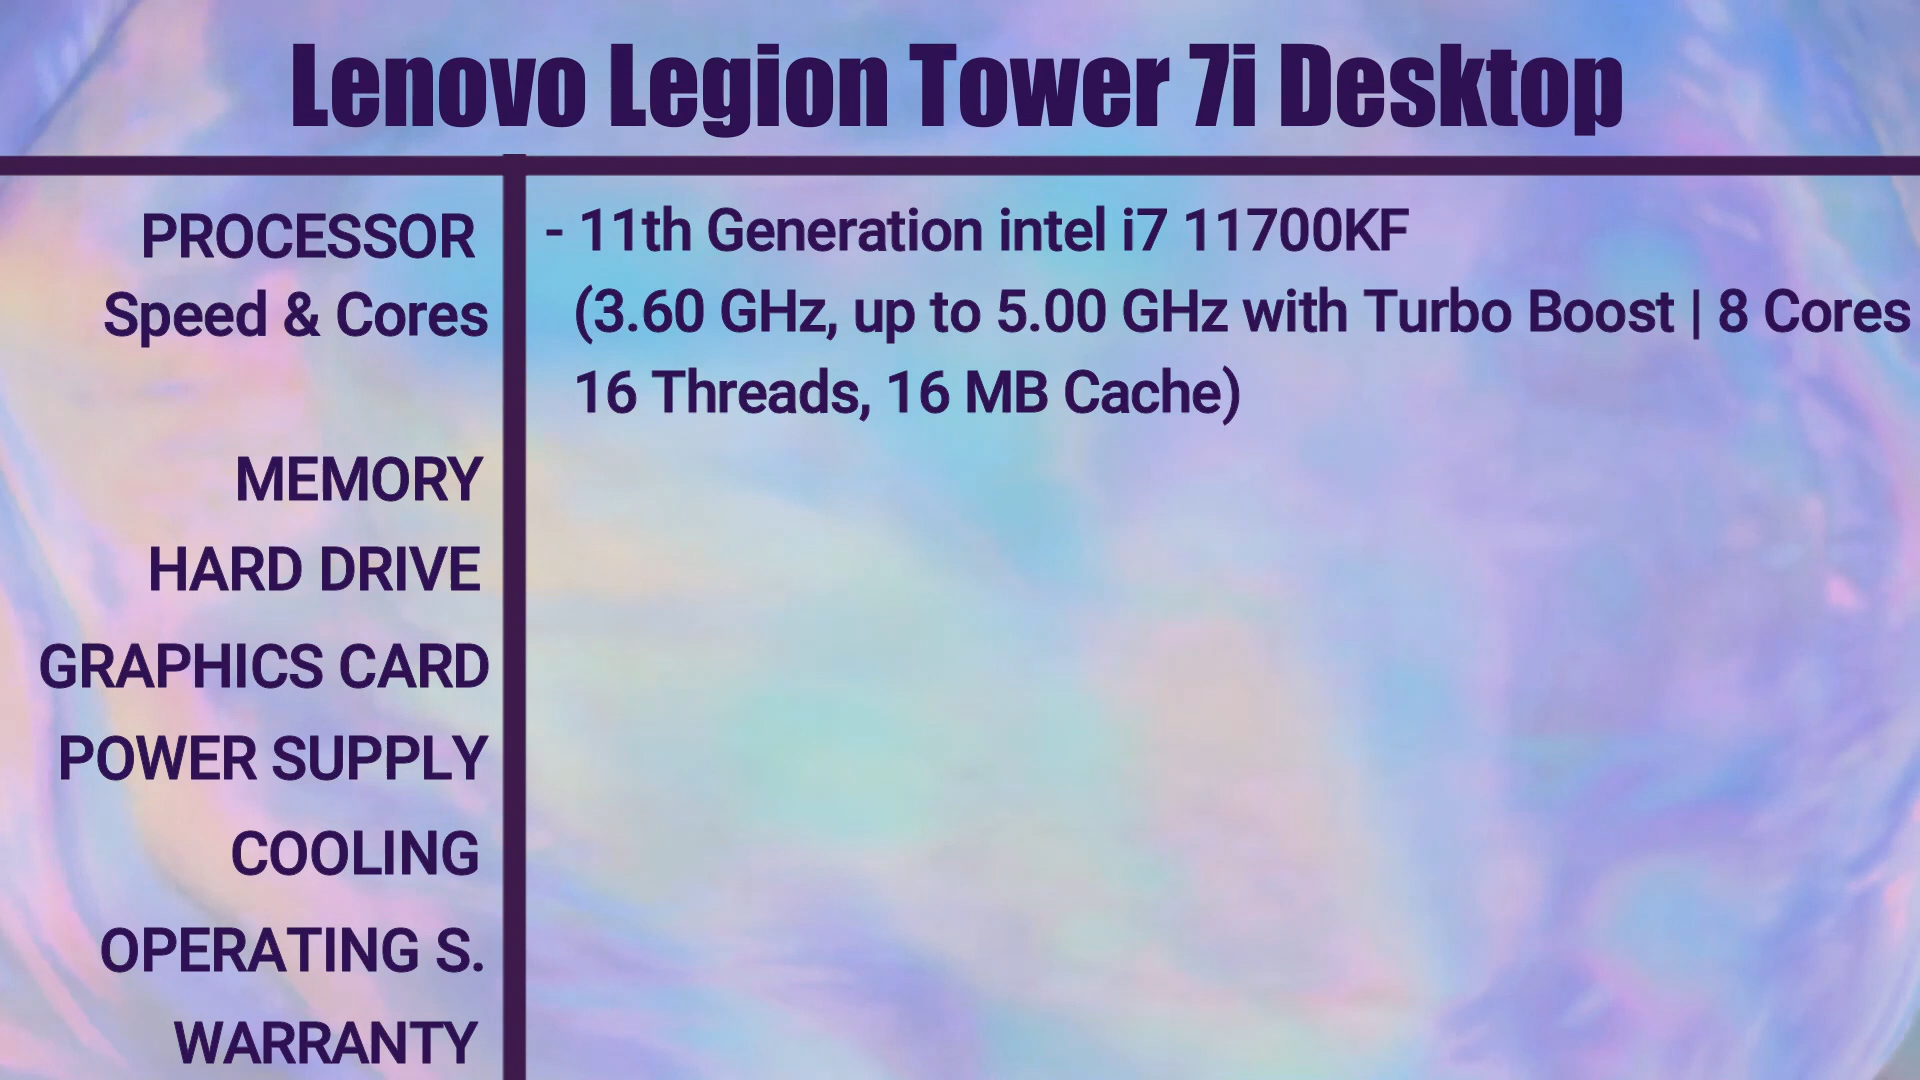 Lenovo Legion Tower 7i Desktop
PROCESSOR - 11th Generation intel i7 11700KF
Speed & Cores (3.60 GHz, up to 5.00 GHz with Turbo Boost | 8 Cores
16 Threads, 16 MB Cache)
MEMORY
HARD DRIVE
GRAPHICS CARD
POWER SUPPLY
COOLING
OPERATING S.
WARRANTY